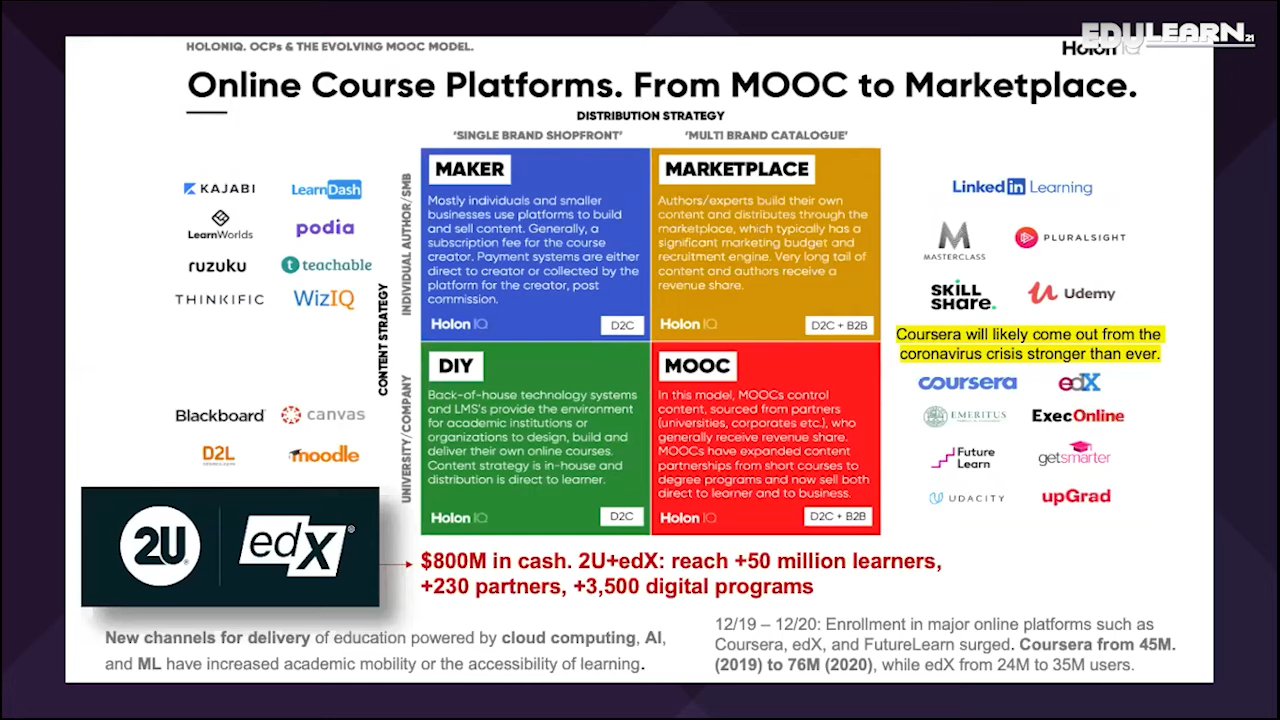 EDULEARN21
HOLONIQ. OCPs & THE EVOLVING MOOC MODEL.
Holon IQ
Online Course Platforms. From MOOC to Marketplace.
DISTRIBUTION STRATEGY
‘SINGLE BRAND SHOPFRONT’
‘MULTI BRAND CATALOGUE’
CONTENT STRATEGY
INDIVIDUAL AUTHOR/SMB
UNIVERSITY/COMPANY
KAJABI
LearnDash
LearnWorlds
podia
ruzuku
teachable
THINKIFIC
WizIQ
MAKER
Mostly individuals and smaller
businesses use platforms to build
and sell content. Generally, a
subscription fee for the course
creator. Payment systems are either
direct to creator or collected by the
platform for the creator, post
commission.
Holon IQ
D2C
MARKETPLACE
Authors/experts build their own
content and distributes through the
marketplace, which typically has a
significant marketing budget and
recruitment engine. Very long tail of
content and authors receive a
revenue share.
Holon IQ
D2C + B2B
Linked in Learning
MASTERCLASS
PLURALSIGHT
SKILL
SHARE.
Udemy
Coursera will likely come out from the
coronavirus crisis stronger than ever.
Blackboard
canvas
D2L
moodle
DIY
Back-of-house technology systems
and LMS's provide the environment
for academic institutions or
organizations to design, build and
deliver their own online courses.
Content strategy is in-house and
distribution is direct to learner.
Holon IQ
D2C
MOOC
In this model, MOOCs control
content, sourced from partners
(universities, corporates etc.), who
generally receive revenue share.
MOOCs have expanded content
partnerships from short courses to
degree programs and now sell both
direct to learner and to business.
Holon IQ
D2C + B2B
coursera
edX
EMERITUS
ExecOnline
Future
Learn
getsmarter
UDACITY
upGrad
2U
edX®
$800M in cash. 2U+edX: reach +50 million learners,
+230 partners, +3,500 digital programs
New channels for delivery of education powered by cloud computing, AI,
and ML have increased academic mobility or the accessibility of learning.
12/19 – 12/20: Enrollment in major online platforms such as
Coursera, edX, and FutureLearn surged. Coursera from 45M.
(2019) to 76M (2020), while edX from 24M to 35M users.